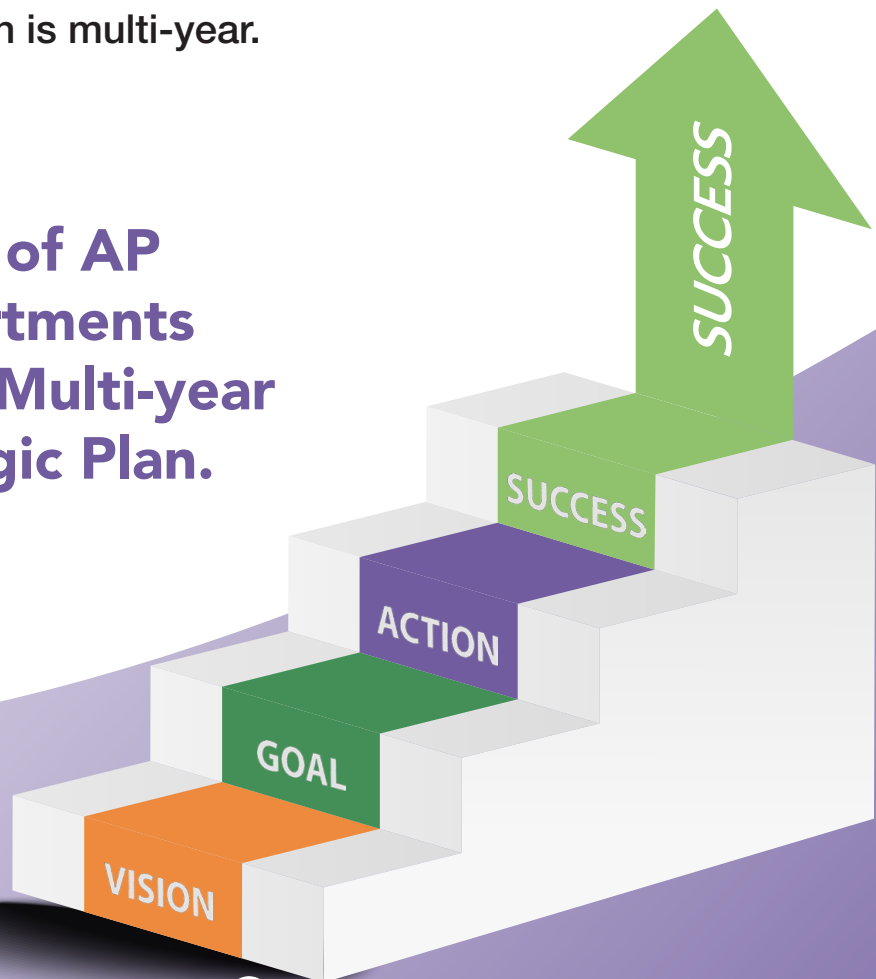 n is multi-year.
of AP
rtments
Multi-year
gic Plan.
SUCCESS
SUCCESS
ACTION
GOAL
VISION